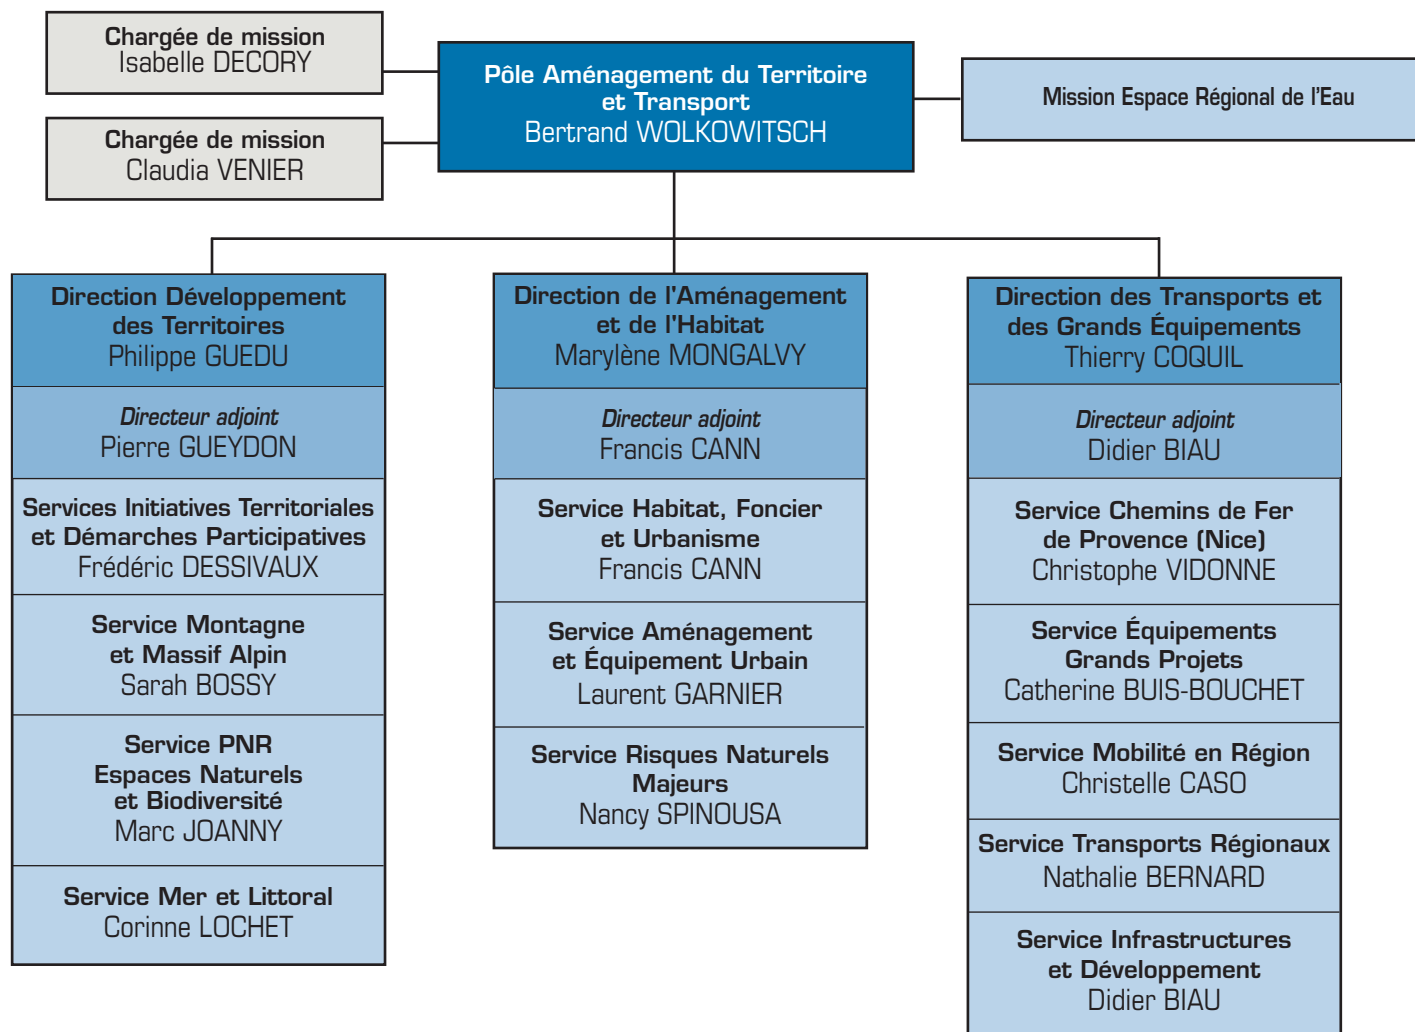 Chargée de mission
Isabelle DECORY
Chargée de mission
Claudia VENIER
Pôle Aménagement du Territoire
et Transport
Bertrand WOLKOWITSCH
Mission Espace Régional de l'Eau
Direction Développement
des Territoires
Philippe GUEDU
Directeur adjoint
Pierre GUEYDON
Services Initiatives Territoriales
et Démarches Participatives
Frédéric DESSIVAUX
Service Montagne
et Massif Alpin
Sarah BOSSY
Service PNR
Espaces Naturels
et Biodiversité
Marc JOANNY
Service Mer et Littoral
Corinne LOCHET
Direction de l'Aménagement
et de l'Habitat
Marylène MONGALVY
Directeur adjoint
Francis CANN
Service Habitat, Foncier
et Urbanisme
Francis CANN
Service Aménagement
et Équipement Urbain
Laurent GARNIER
Service Risques Naturels
Majeurs
Nancy SPINOUSA
Direction des Transports et
des Grands Équipements
Thierry COQUIL
Directeur adjoint
Didier BIAU
Service Chemins de Fer
de Provence (Nice)
Christophe VIDONNE
Service Équipements
Grands Projets
Catherine BUIS-BOUCHET
Service Mobilité en Région
Christelle CASO
Service Transports Régionaux
Nathalie BERNARD
Service Infrastructures
et Développement
Didier BIAU